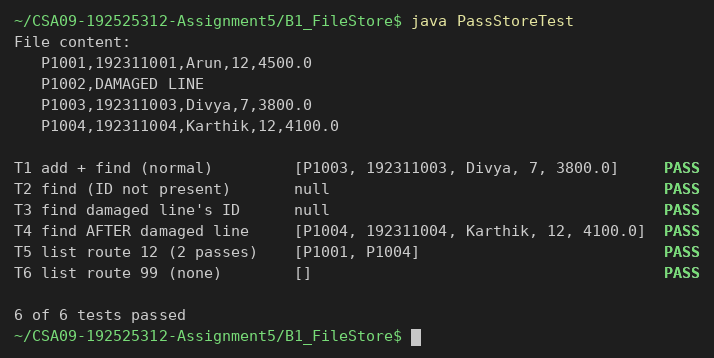 ~/CSA09-192525312-Assignment5/B1_FileStore$ java PassStoreTest
File content:
   P1001,192311001,Arun,12,4500.0
   P1002,DAMAGED LINE
   P1003,192311003,Divya,7,3800.0
   P1004,192311004,Karthik,12,4100.0

T1 add + find (normal)         [P1003, 192311003, Divya, 7, 3800.0]     PASS
T2 find (ID not present)       null                                     PASS
T3 find damaged line's ID      null                                     PASS
T4 find AFTER damaged line     [P1004, 192311004, Karthik, 12, 4100.0]  PASS
T5 list route 12 (2 passes)    [P1001, P1004]                           PASS
T6 list route 99 (none)        []                                       PASS

6 of 6 tests passed
~/CSA09-192525312-Assignment5/B1_FileStore$